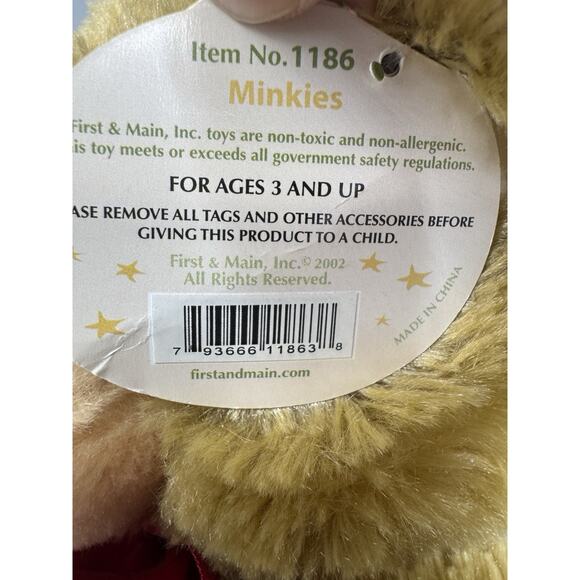 Item No.1186
Minkies
First & Main, Inc. toys are non-toxic and non-allergenic.
toy meets or exceeds all government safety regulations.
FOR AGES 3 AND UP
REMOVE ALL TAGS AND OTHER ACCESSORIES BEFORE
GIVING THIS PRODUCT TO A CHILD.
First & Main, Inc.© 2002
All Rights Reserved.
MADE IN CHINA
7 93666 11863 8
firstandmain.com